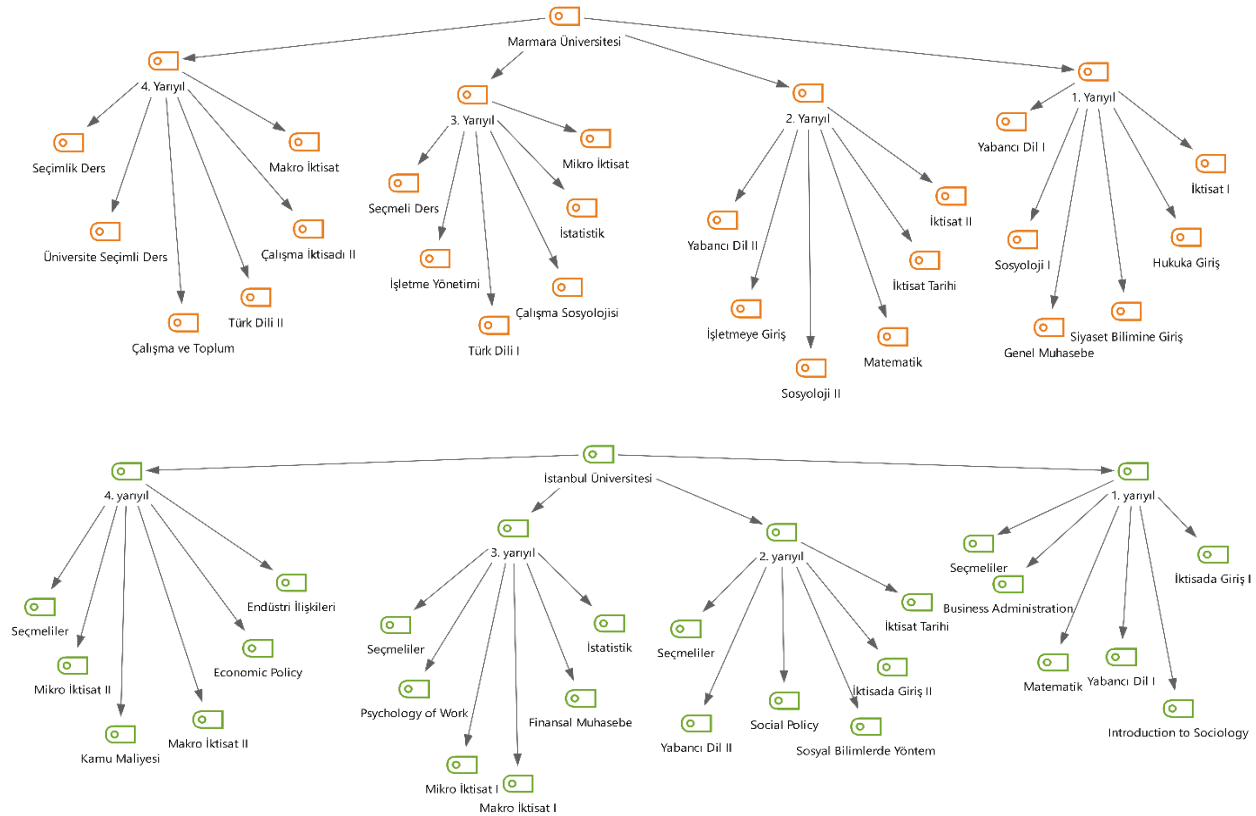 Marmara Üniversitesi
4. Yarıyıl
3. Yarıyıl
2. Yarıyıl
1. Yarıyıl
Seçimlik Ders
Makro İktisat
Üniversite Seçimli Ders
Çalışma İktisadı II
Çalışma ve Toplum
Türk Dili II
Seçmeli Ders
Mikro İktisat
İstatistik
İşletme Yönetimi
Çalışma Sosyolojisi
Türk Dili I
Yabancı Dil II
İktisat II
İktisat Tarihi
İşletmeye Giriş
Matematik
Sosyoloji II
Yabancı Dil I
İktisat I
Sosyoloji I
Hukuka Giriş
Genel Muhasebe
Siyaset Bilimine Giriş
İstanbul Üniversitesi
4. yarıyıl
3. yarıyıl
2. yarıyıl
1. yarıyıl
Seçmeliler
Endüstri İlişkileri
Mikro İktisat II
Economic Policy
Kamu Maliyesi
Makro İktisat II
Seçmeliler
İstatistik
Psychology of Work
Finansal Muhasebe
Mikro İktisat I
Makro İktisat I
Seçmeliler
İktisat Tarihi
İktisada Giriş II
Yabancı Dil II
Social Policy
Sosyal Bilimlerde Yöntem
Seçmeliler
İktisada Giriş I
Business Administration
Matematik
Yabancı Dil I
Introduction to Sociology